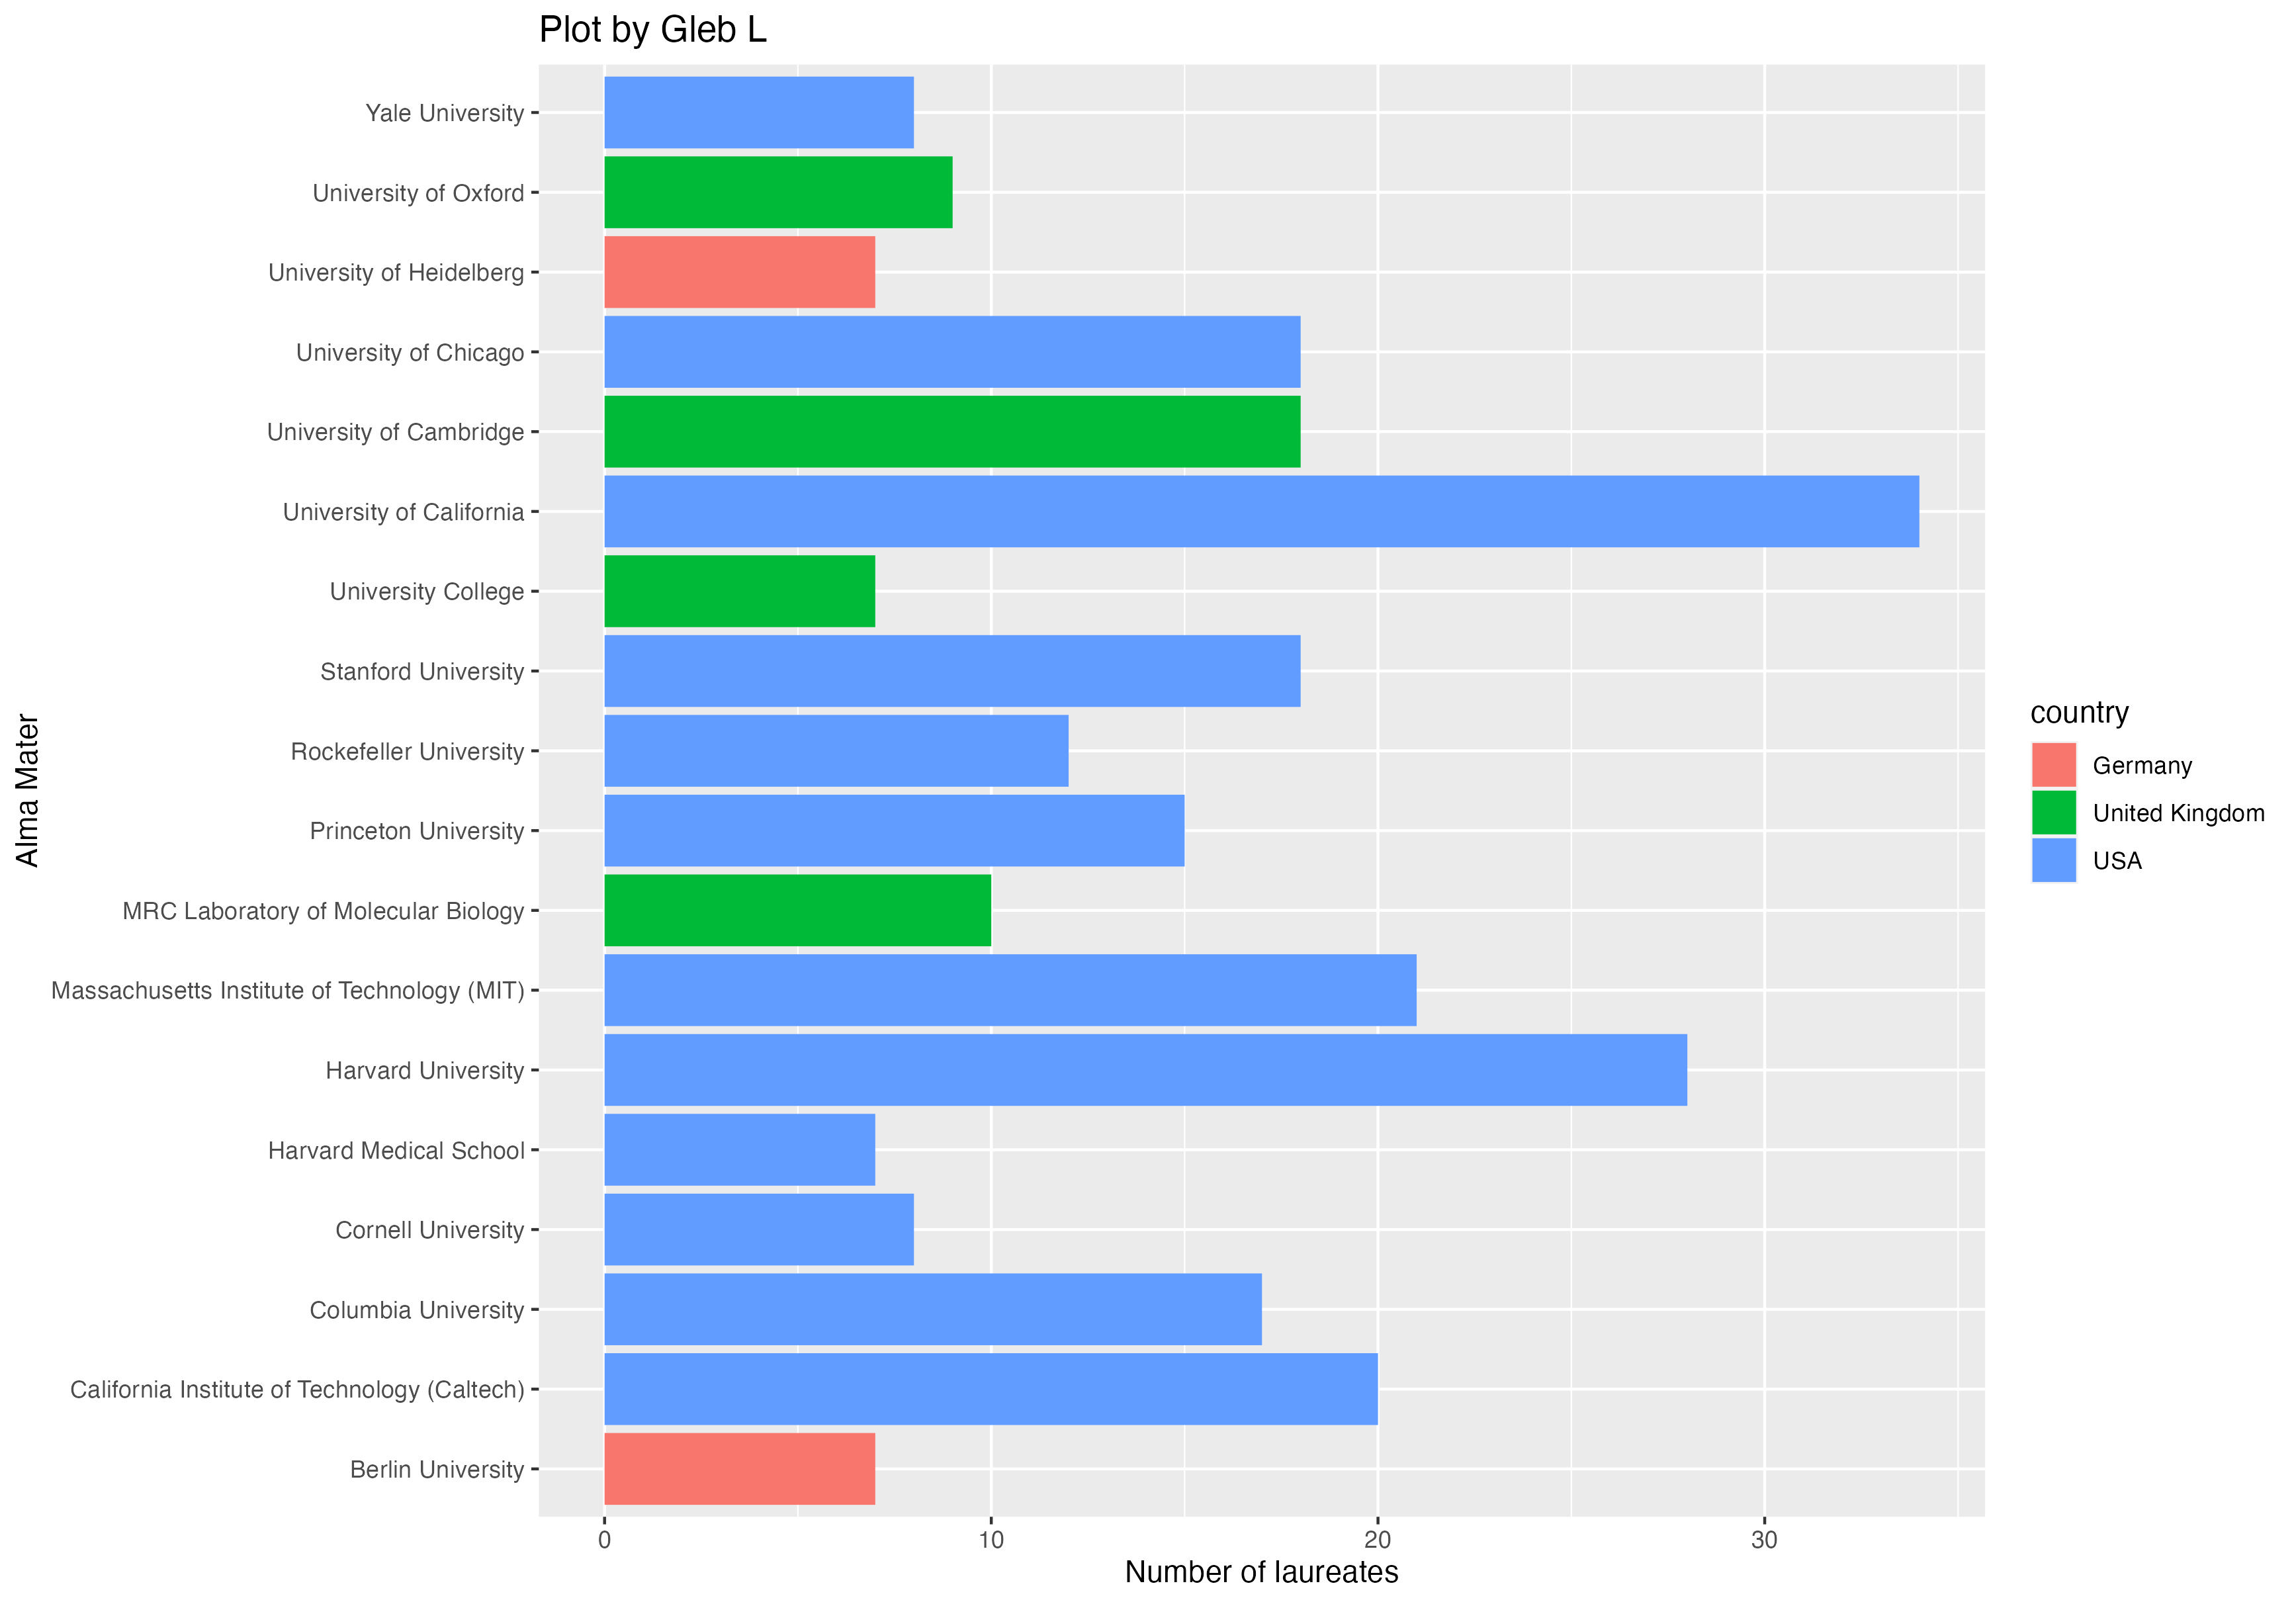 Plot by Gleb L
Yale University
University of Oxford
University of Heidelberg
University of Chicago
University of Cambridge
University of California
University College
Stanford University
Rockefeller University
Princeton University
MRC Laboratory of Molecular Biology
Massachusetts Institute of Technology (MIT)
Harvard University
Harvard Medical School
Cornell University
Columbia University
California Institute of Technology (Caltech)
Berlin University
Alma Mater
0 10 20 30
Number of laureates
country
Germany
United Kingdom
USA